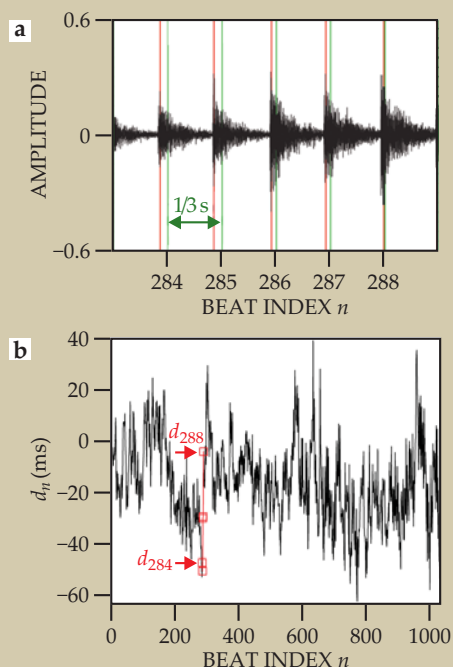 a
0.6
0
−0.6
AMPLITUDE
1/3 s
284 285 286 287 288
BEAT INDEX n
b
40
20
0
−20
−40
−60
dₙ (ms)
d₂₈₈
d₂₈₄
0 200 400 600 800 1000
BEAT INDEX n